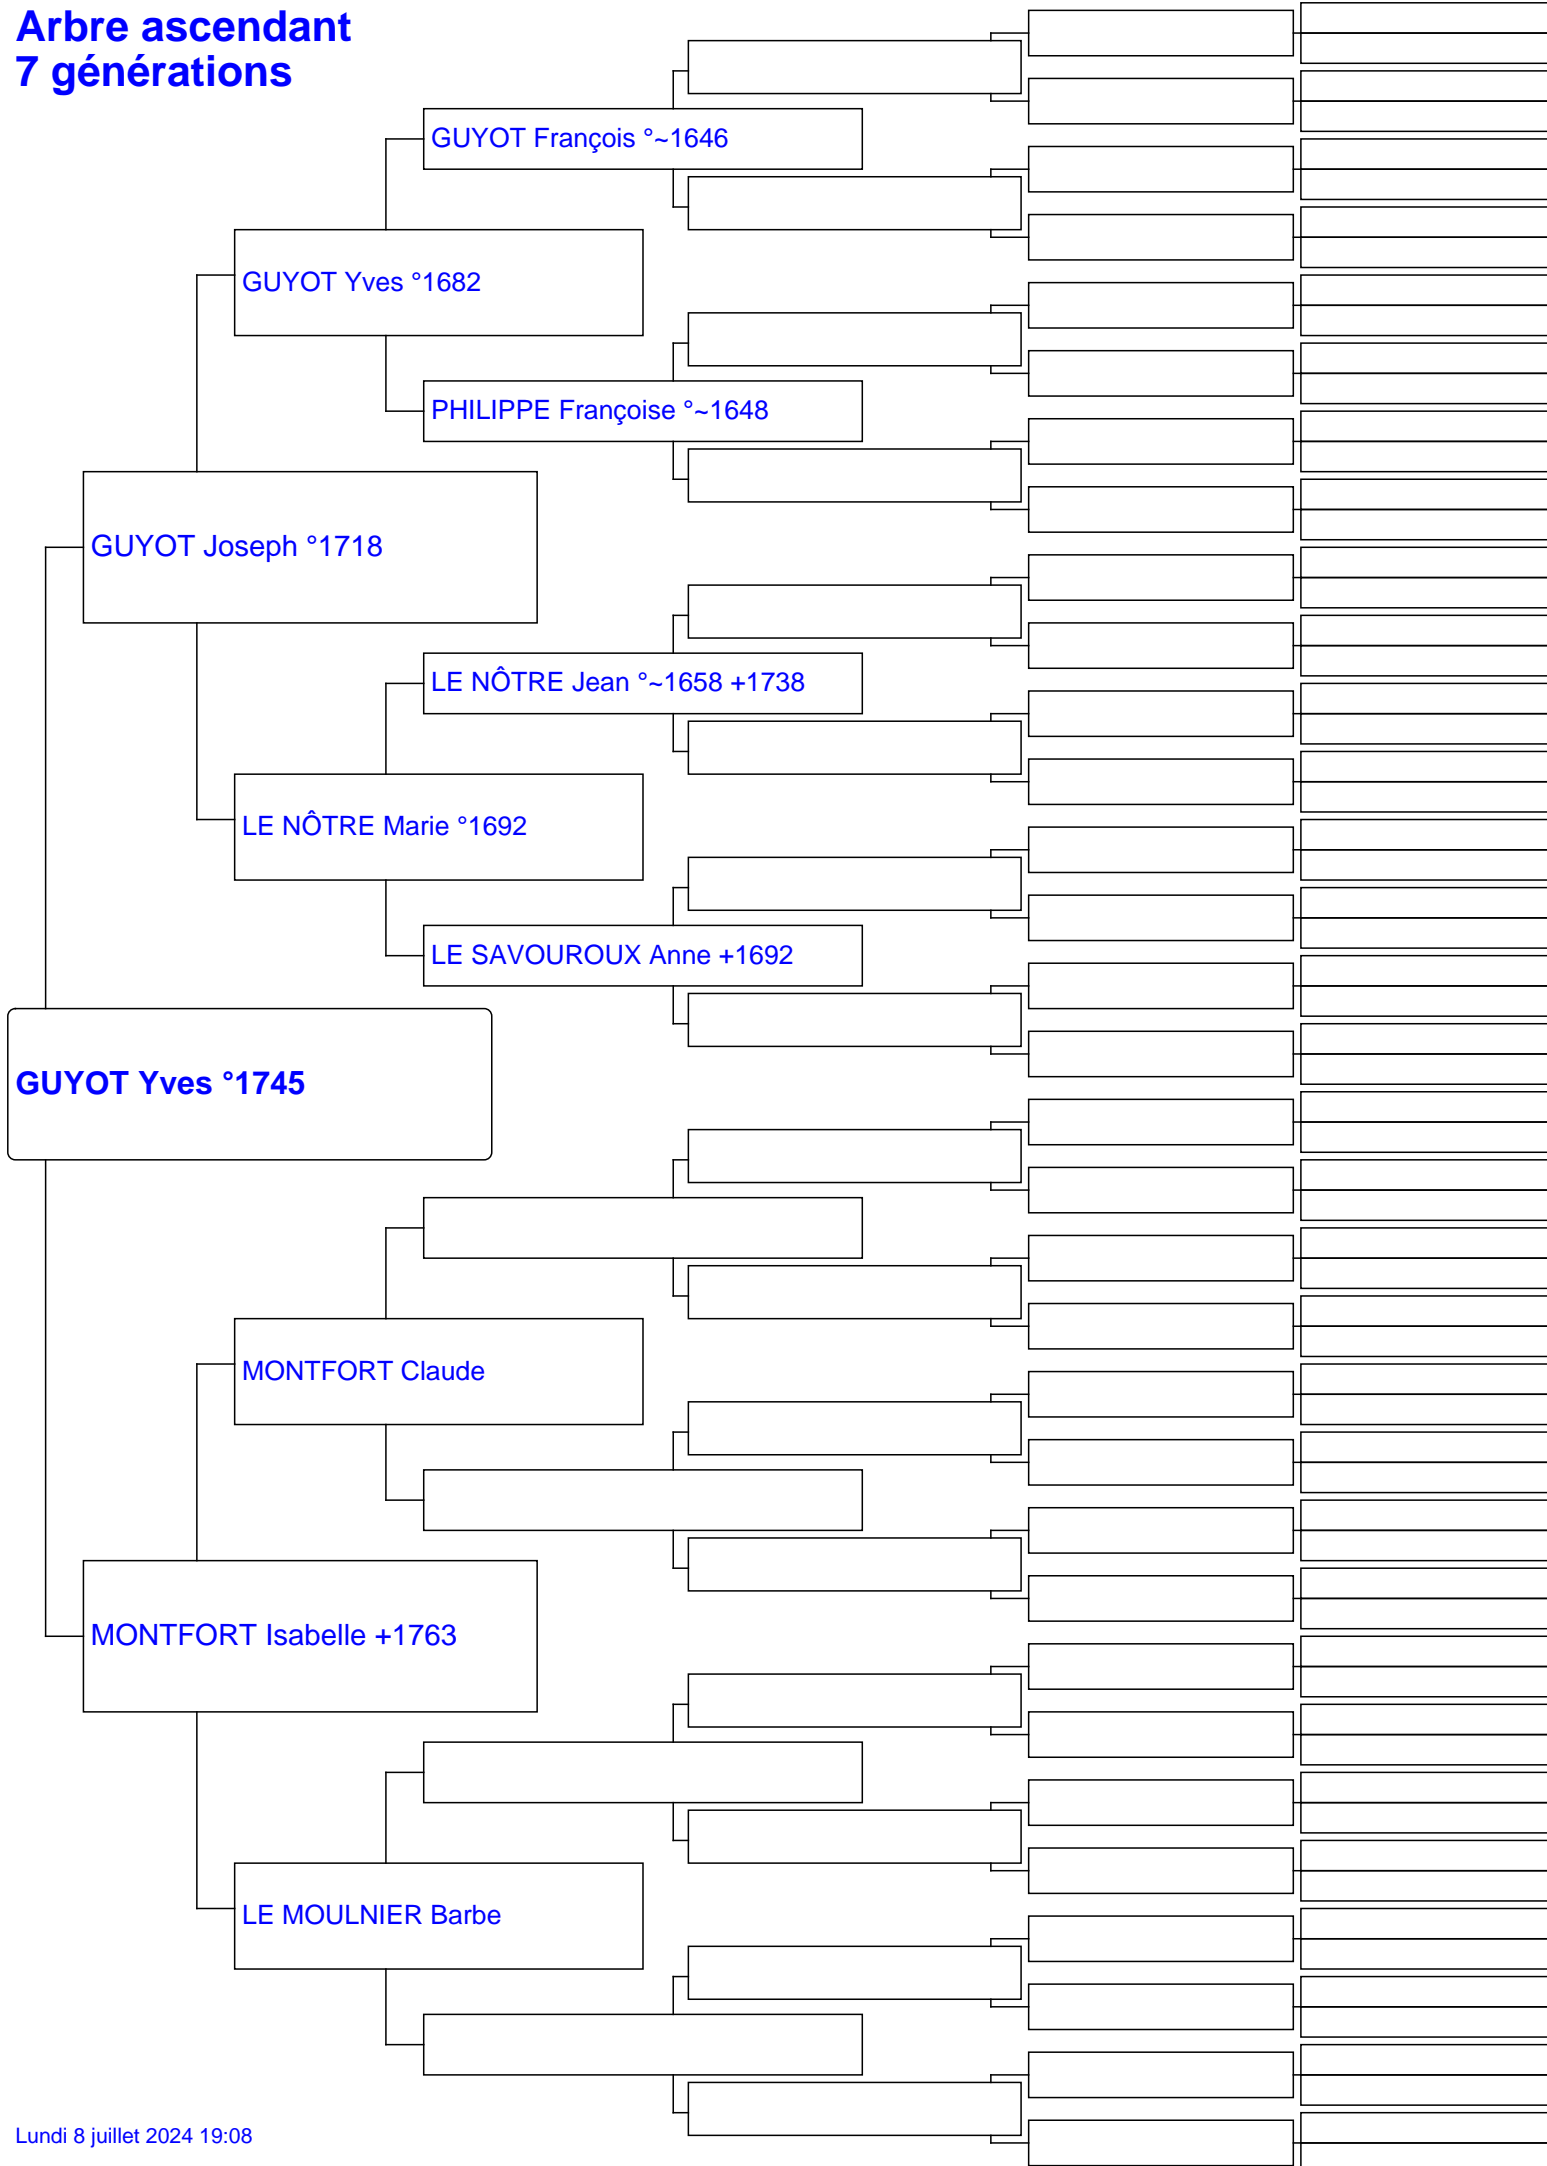 Arbre ascendant
7 générations
GUYOT François °~1646
GUYOT Yves °1682
PHILIPPE Françoise °~1648
GUYOT Joseph °1718
LE NÔTRE Jean °~1658 +1738
LE NÔTRE Marie °1692
LE SAVOUROUX Anne +1692
GUYOT Yves °1745
MONTFORT Claude
MONTFORT Isabelle +1763
LE MOULNIER Barbe
Lundi 8 juillet 2024 19:08